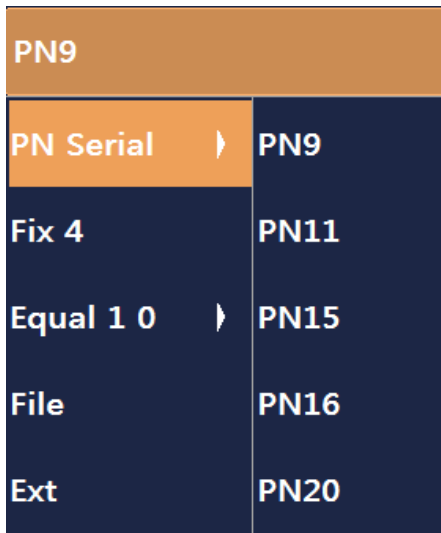 PN9
PN Serial PN9
Fix 4 PN11
Equal 1 0 PN15
File PN16
Ext PN20